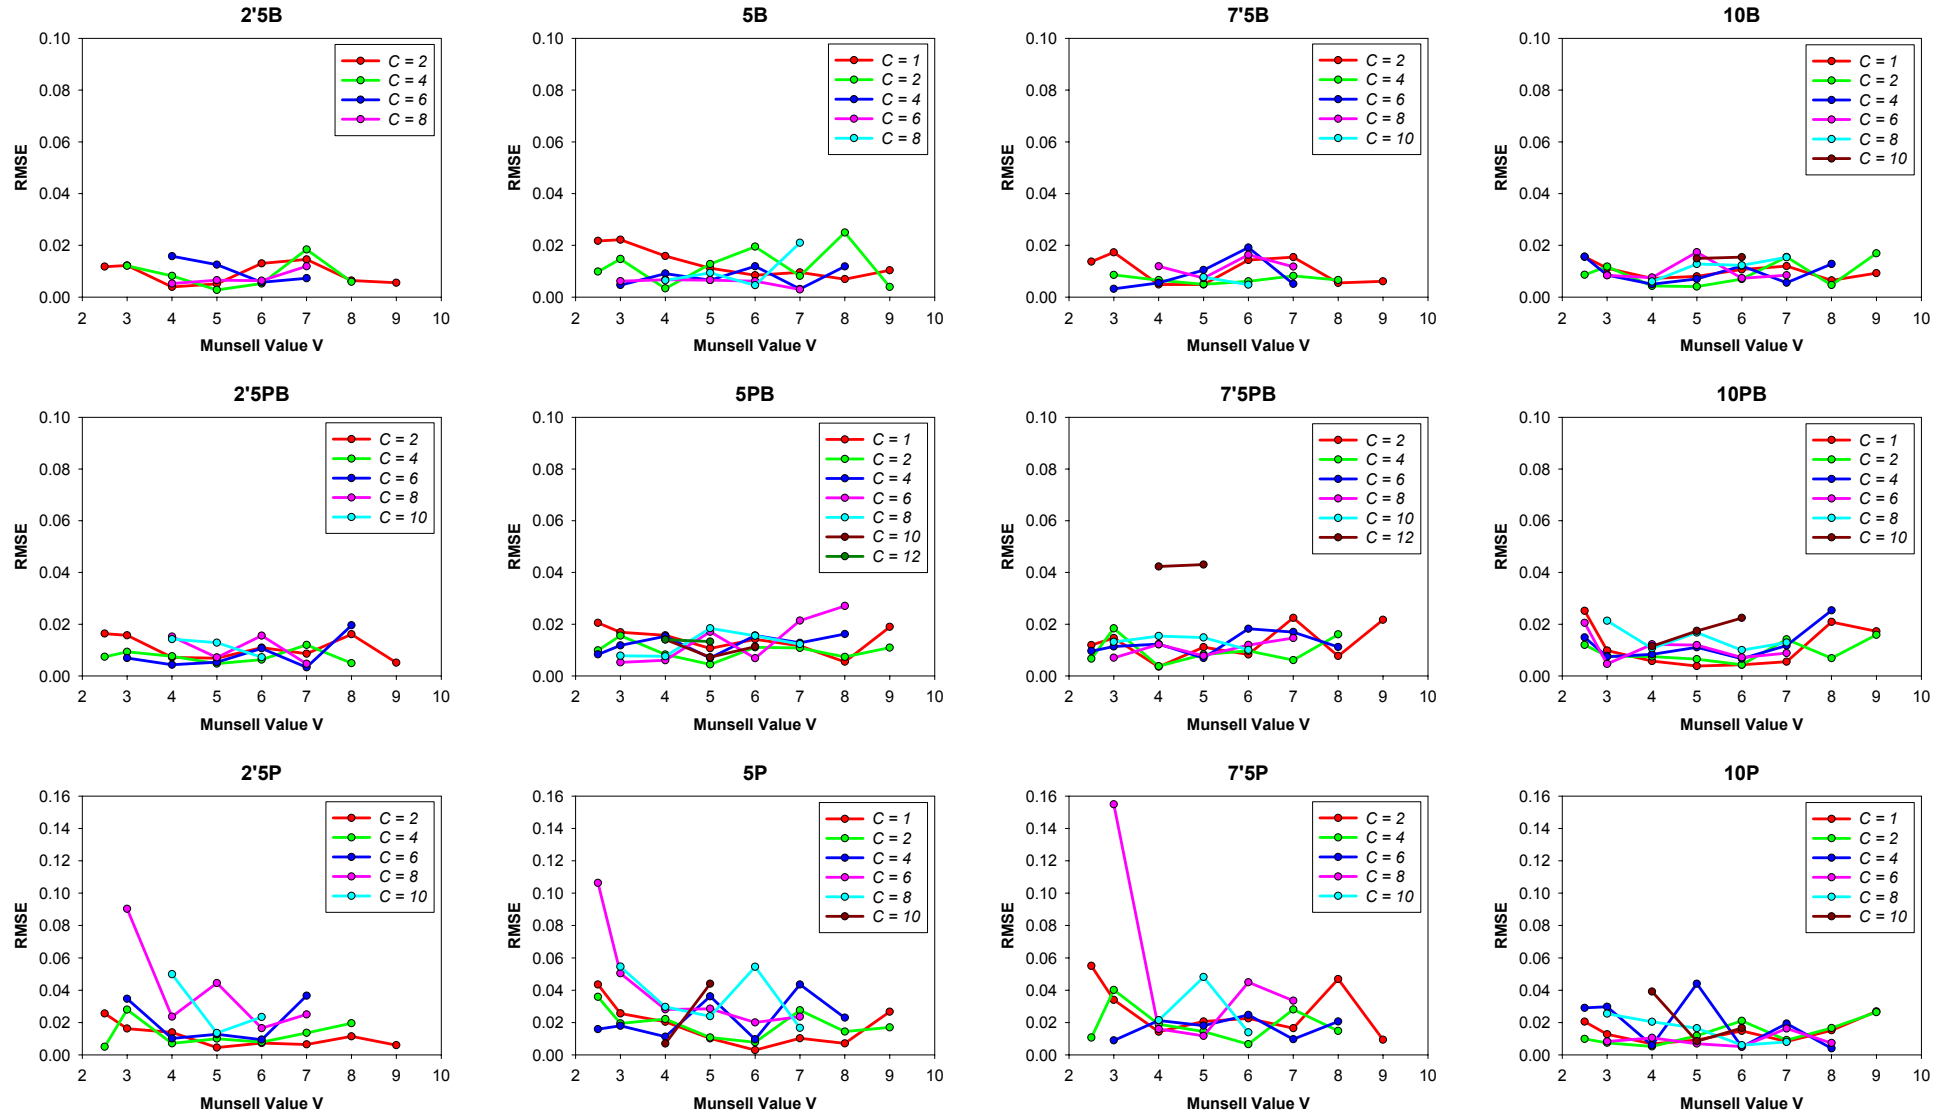 2'5B
0.10
0.08
0.06
0.04
0.02
0.00
RMSE
C = 2
C = 4
C = 6
C = 8
2 3 4 5 6 7 8 9 10
Munsell Value V
5B
0.10
0.08
0.06
0.04
0.02
0.00
RMSE
C = 1
C = 2
C = 4
C = 6
C = 8
2 3 4 5 6 7 8 9 10
Munsell Value V
7'5B
0.10
0.08
0.06
0.04
0.02
0.00
RMSE
C = 2
C = 4
C = 6
C = 8
C = 10
2 3 4 5 6 7 8 9 10
Munsell Value V
10B
0.10
0.08
0.06
0.04
0.02
0.00
RMSE
C = 1
C = 2
C = 4
C = 6
C = 8
C = 10
2 3 4 5 6 7 8 9 10
Munsell Value V
2'5PB
0.10
0.08
0.06
0.04
0.02
0.00
RMSE
C = 2
C = 4
C = 6
C = 8
C = 10
2 3 4 5 6 7 8 9 10
Munsell Value V
5PB
0.10
0.08
0.06
0.04
0.02
0.00
RMSE
C = 1
C = 2
C = 4
C = 6
C = 8
C = 10
C = 12
2 3 4 5 6 7 8 9 10
Munsell Value V
7'5PB
0.10
0.08
0.06
0.04
0.02
0.00
RMSE
C = 2
C = 4
C = 6
C = 8
C = 10
C = 12
2 3 4 5 6 7 8 9 10
Munsell Value V
10PB
0.10
0.08
0.06
0.04
0.02
0.00
RMSE
C = 1
C = 2
C = 4
C = 6
C = 8
C = 10
2 3 4 5 6 7 8 9 10
Munsell Value V
2'5P
0.16
0.14
0.12
0.10
0.08
0.06
0.04
0.02
0.00
RMSE
C = 2
C = 4
C = 6
C = 8
C = 10
2 3 4 5 6 7 8 9 10
Munsell Value V
5P
0.16
0.14
0.12
0.10
0.08
0.06
0.04
0.02
0.00
RMSE
C = 1
C = 2
C = 4
C = 6
C = 8
C = 10
2 3 4 5 6 7 8 9 10
Munsell Value V
7'5P
0.16
0.14
0.12
0.10
0.08
0.06
0.04
0.02
0.00
RMSE
C = 2
C = 4
C = 6
C = 8
C = 10
2 3 4 5 6 7 8 9 10
Munsell Value V
10P
0.16
0.14
0.12
0.10
0.08
0.06
0.04
0.02
0.00
RMSE
C = 1
C = 2
C = 4
C = 6
C = 8
C = 10
2 3 4 5 6 7 8 9 10
Munsell Value V